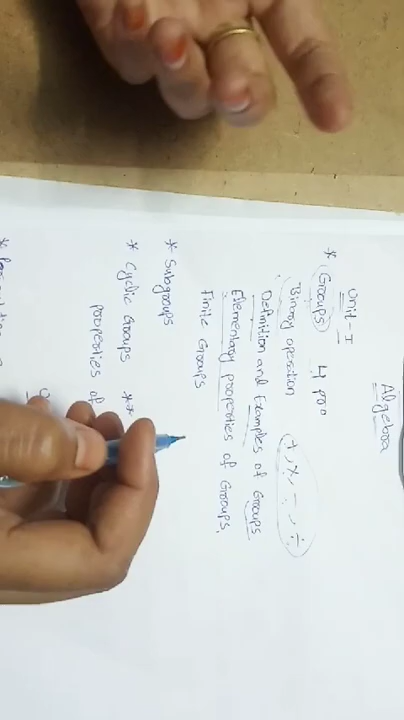 Algebra
Unit-I
* Groups 4 pro
Binary operation (+, ×, -, ÷)
Definition and Examples of Groups
Elementary properties of Groups.
Finite Groups
* Subgroups
* Cyclic Groups **
properties of
*